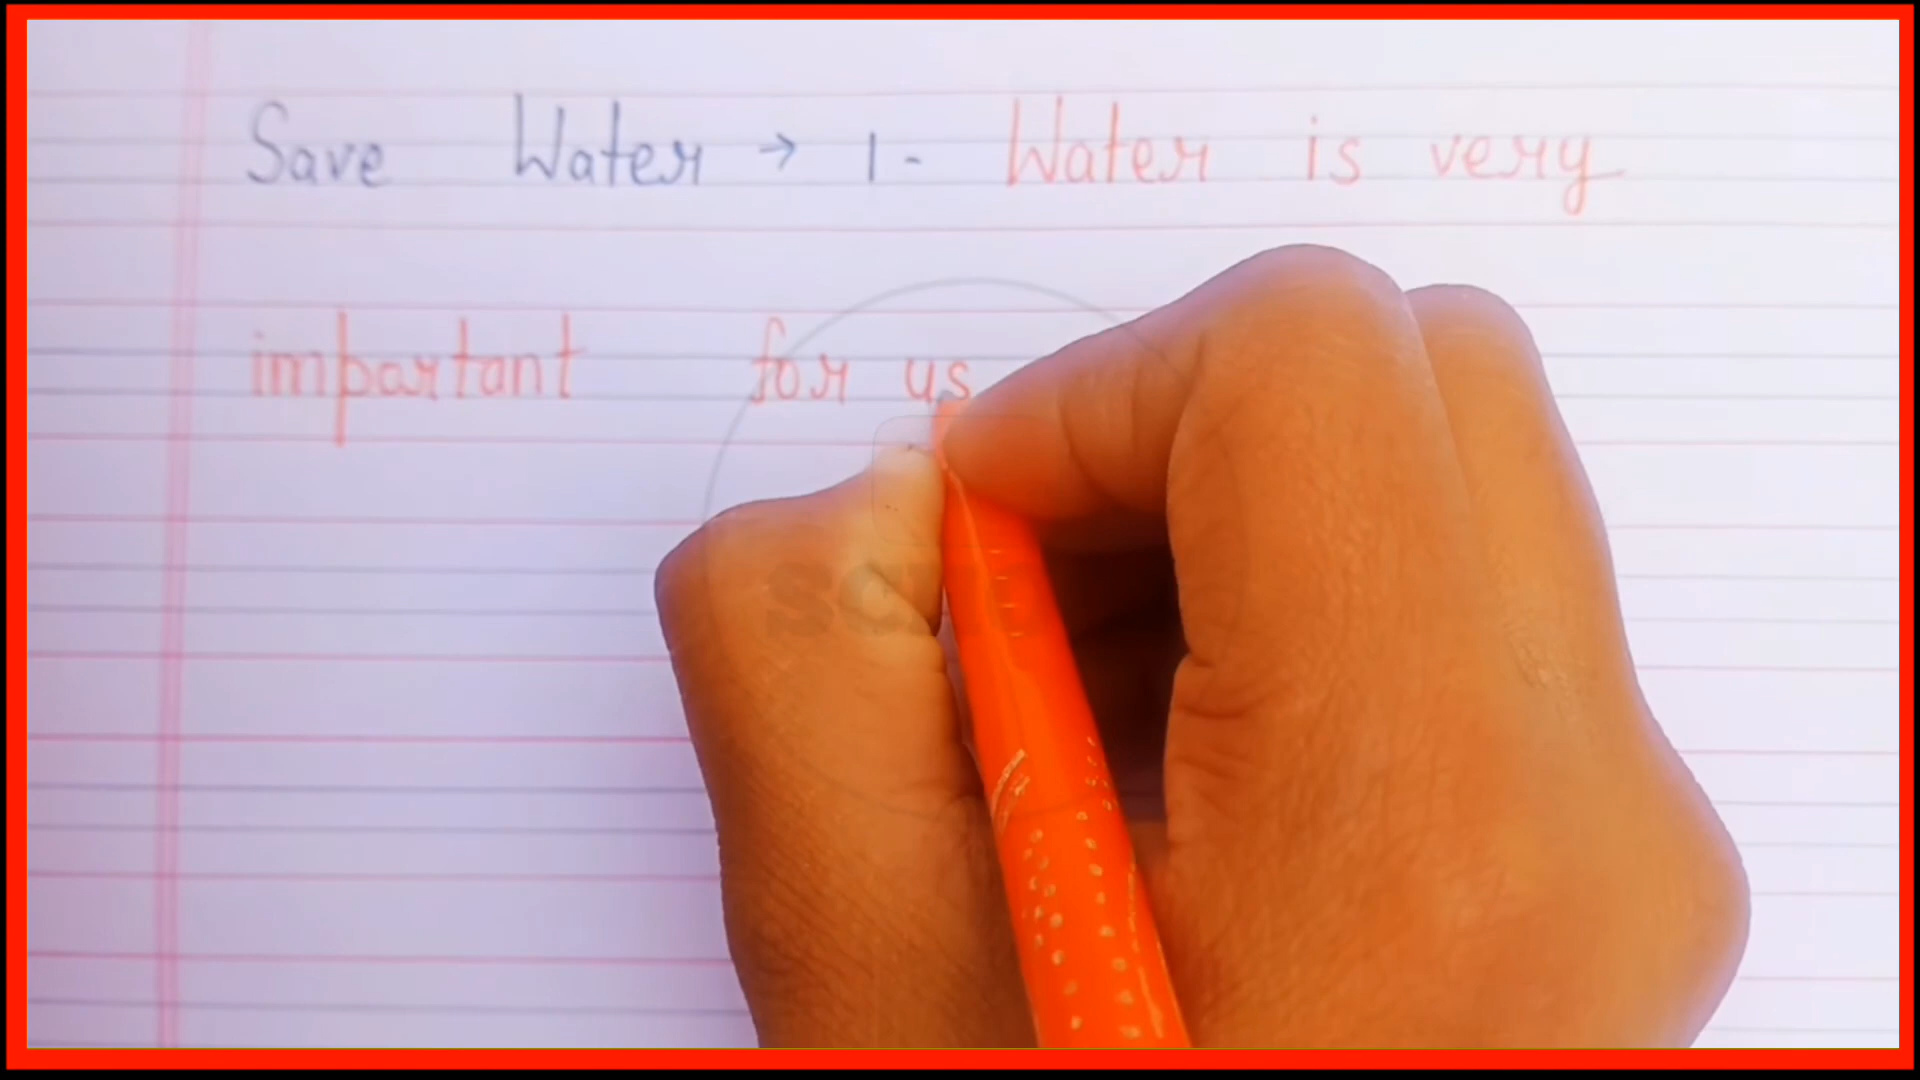 Save Water → 1- Water is very
important for us